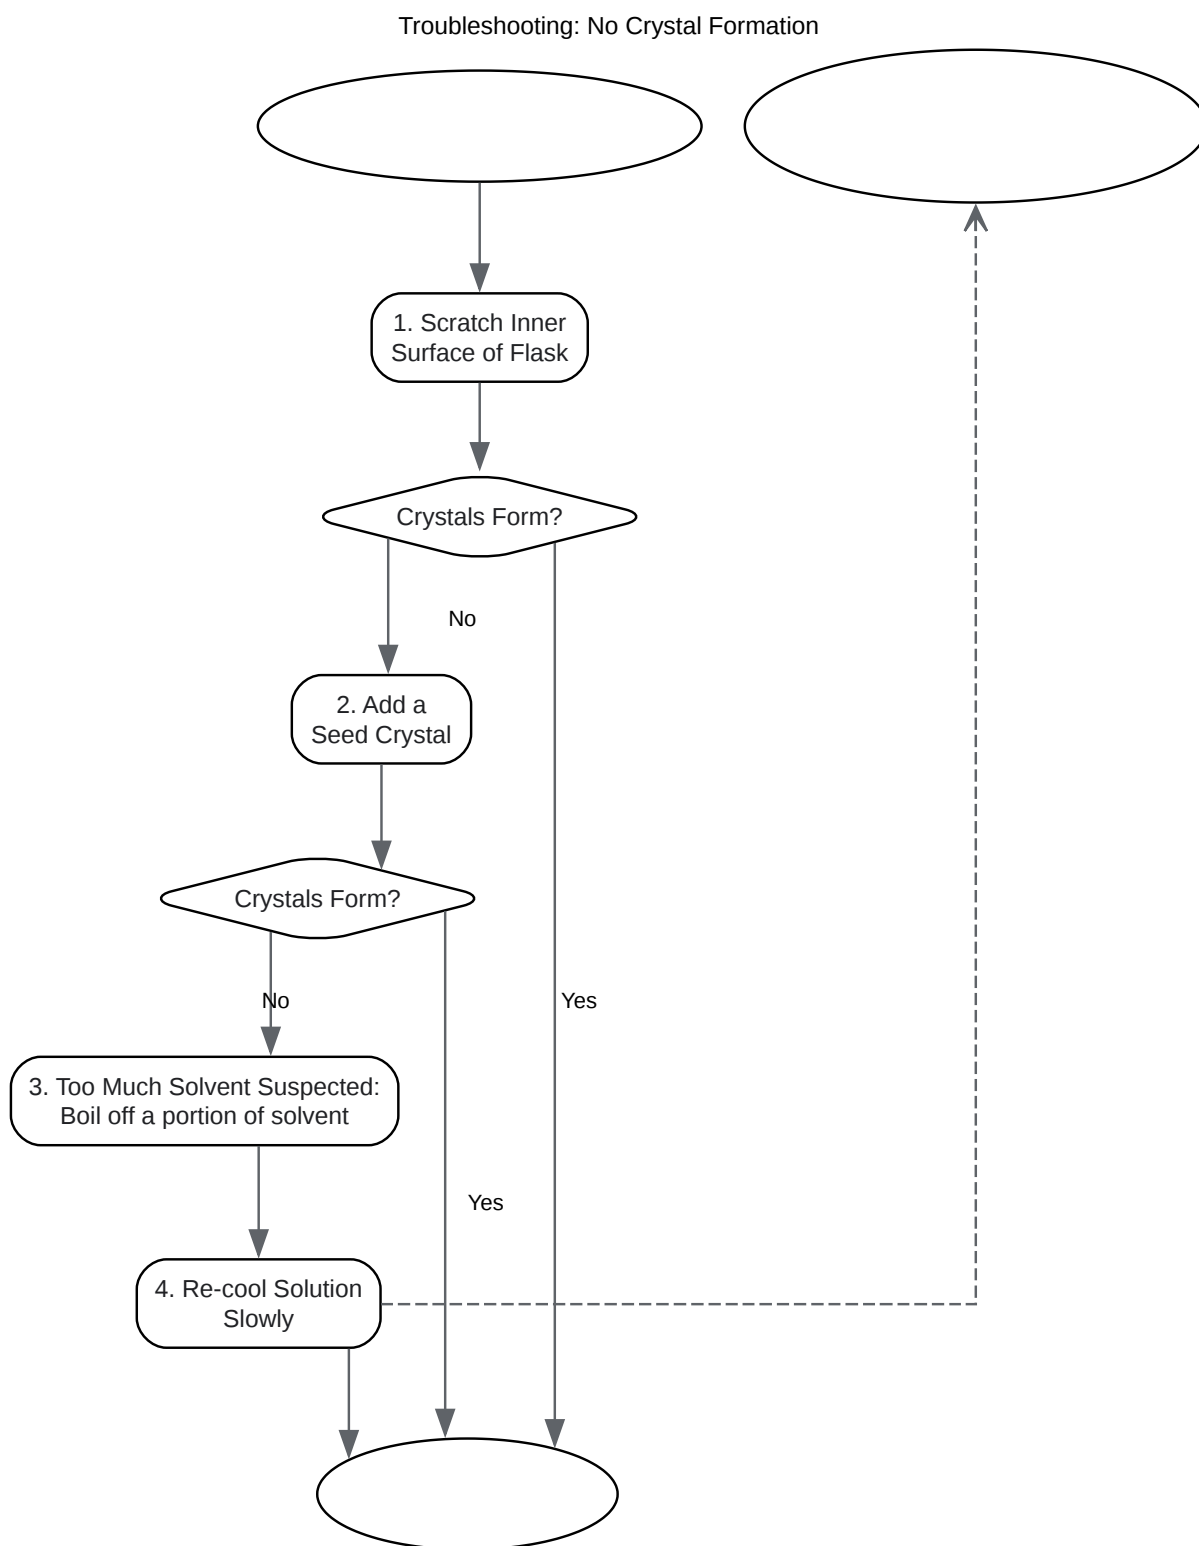 Troubleshooting: No Crystal Formation
1. Scratch Inner
Surface of Flask
Crystals Form?
No
2. Add a
Seed Crystal
Crystals Form?
No
Yes
3. Too Much Solvent Suspected:
Boil off a portion of solvent
Yes
4. Re-cool Solution
Slowly